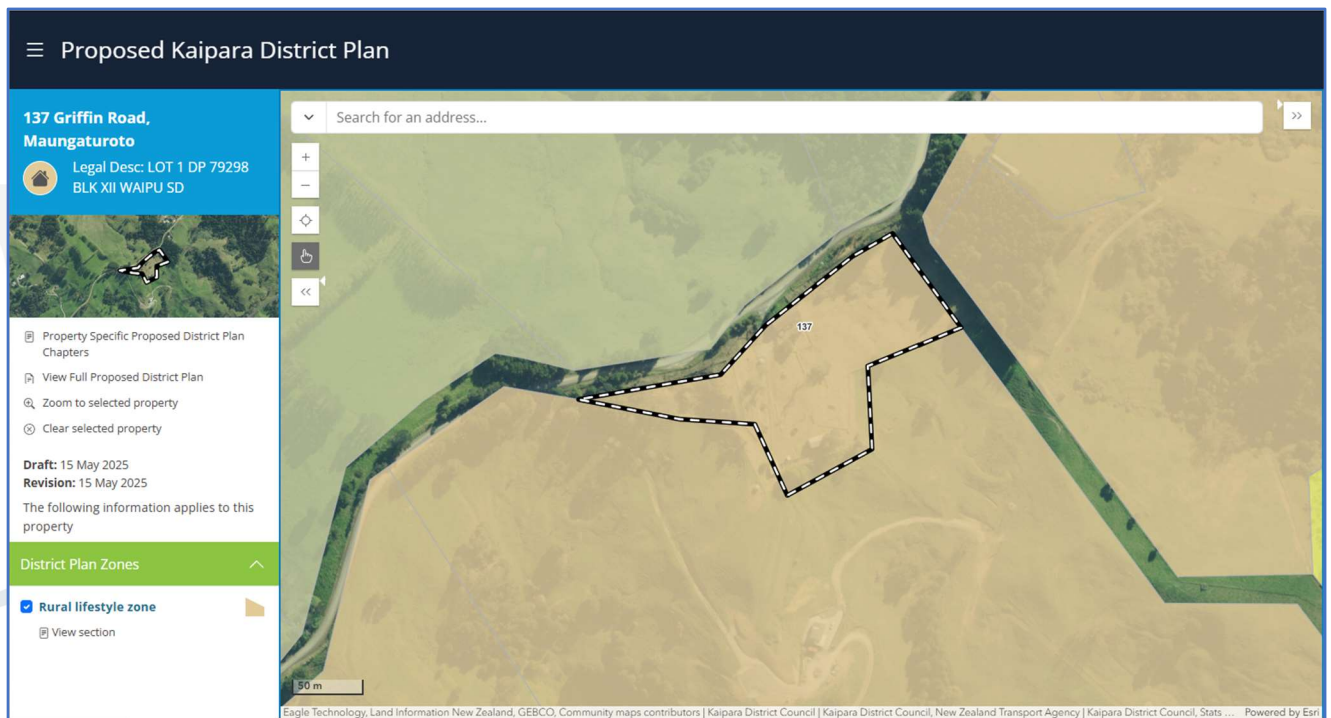 Proposed Kaipara District Plan
137 Griffin Road,
Maungaturoto
Legal Desc: LOT 1 DP 79298
BLK XII WAIPU SD
Property Specific Proposed District Plan
Chapters
View Full Proposed District Plan
Zoom to selected property
Clear selected property
Draft: 15 May 2025
Revision: 15 May 2025
The following information applies to this
property
District Plan Zones
Rural lifestyle zone
View section
Search for an address...
137
50 m
Eagle Technology, Land Information New Zealand, GEBCO, Community maps contributors | Kaipara District Council | Kaipara District Council, New Zealand Transport Agency | Kaipara District Council, Stats ... Powered by Esri